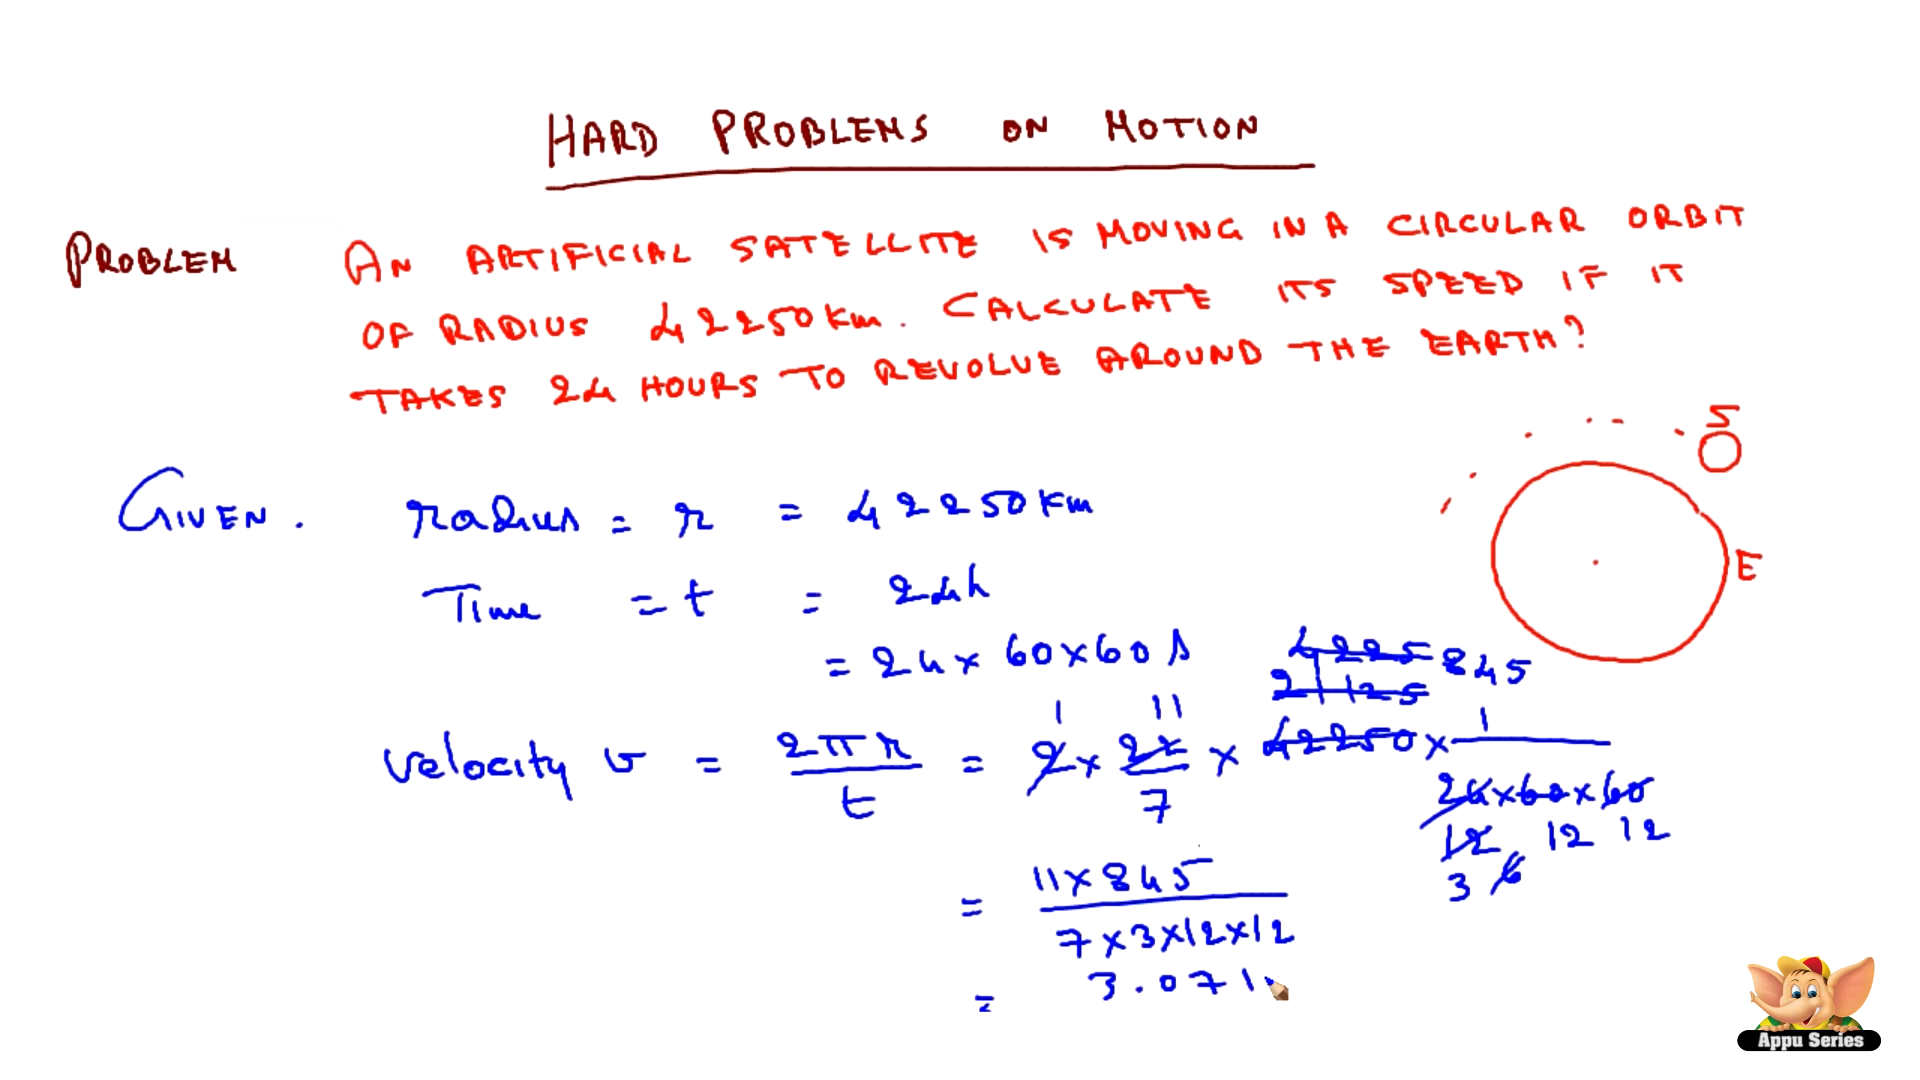 HARD PROBLEMS ON MOTION
PROBLEM AN ARTIFICIAL SATELLITE IS MOVING IN A CIRCULAR ORBIT
OF RADIUS 42250 Km. CALCULATE ITS SPEED IF IT
TAKES 24 HOURS TO REVOLVE AROUND THE EARTH?
S
E
GIVEN. radius = r = 42250 Km
Time = t = 24h
= 24 × 60 × 60 s
4225 845
21125
1 11 1
velocity v = 2πr / t = 2 × 22 / 7 × 42250 × 1 / 24×60×60
12 12 12
3 6
= 11 × 845 / 7 × 3 × 12 × 12
= 3.071
Appu Series